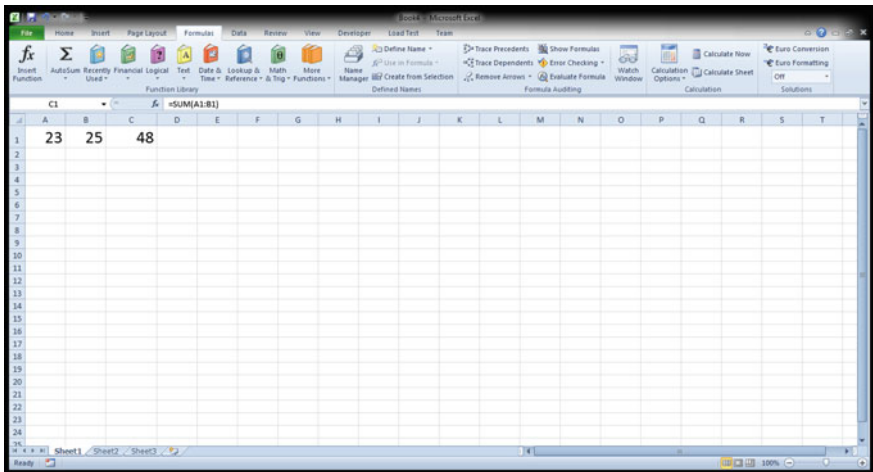 Book4 - Microsoft Excel
File Home Insert Page Layout Formulas Data Review View Developer Load Test Team
fx Insert Function
Σ AutoSum
Recently Used
Financial
Logical
Text
Date & Time
Lookup & Reference
Math & Trig
More Functions
Function Library
Name Manager
Define Name
Use in Formula
Create from Selection
Defined Names
Trace Precedents
Trace Dependents
Remove Arrows
Show Formulas
Error Checking
Evaluate Formula
Watch Window
Formula Auditing
Calculation Options
Calculate Now
Calculate Sheet
Calculation
Euro Conversion
Euro Formatting
Off
Solutions
C1 fx =SUM(A1:B1)
A B C D E F G H I J K L M N O P Q R S T
1 23 25 48
2
3
4
5
6
7
8
9
10
11
12
13
14
15
16
17
18
19
20
21
22
23
24
25
Sheet1 Sheet2 Sheet3
Ready 100%